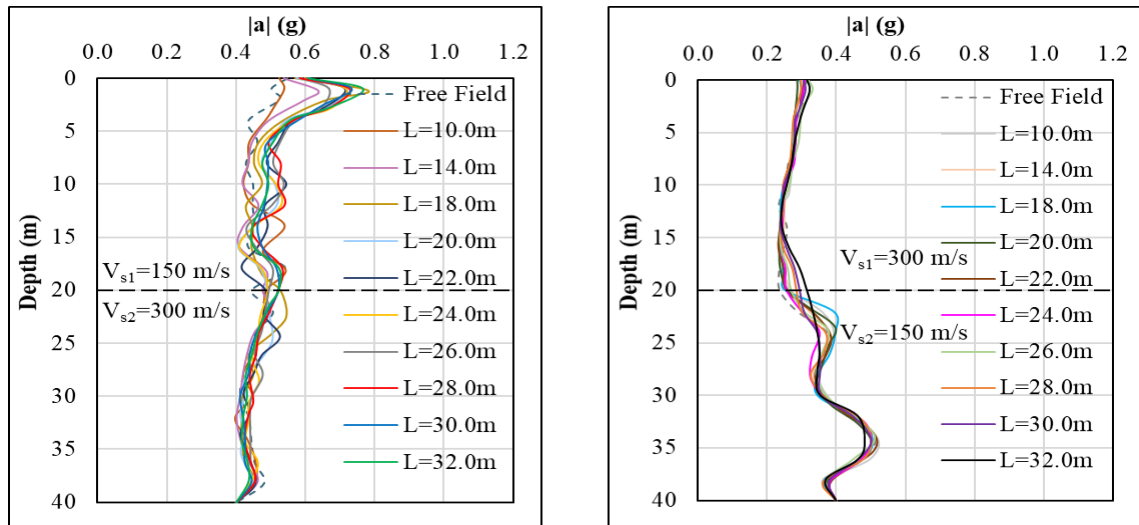 |a| (g)
0.0 0.2 0.4 0.6 0.8 1.0 1.2
0
5
10
15
20
25
30
35
40
Depth (m)
Free Field
L=10.0m
L=14.0m
L=18.0m
L=20.0m
L=22.0m
L=24.0m
L=26.0m
L=28.0m
L=30.0m
L=32.0m
Vs1=150 m/s
Vs2=300 m/s
|a| (g)
0.0 0.2 0.4 0.6 0.8 1.0 1.2
0
5
10
15
20
25
30
35
40
Depth (m)
Free Field
L=10.0m
L=14.0m
L=18.0m
L=20.0m
L=22.0m
L=24.0m
L=26.0m
L=28.0m
L=30.0m
L=32.0m
Vs1=300 m/s
Vs2=150 m/s